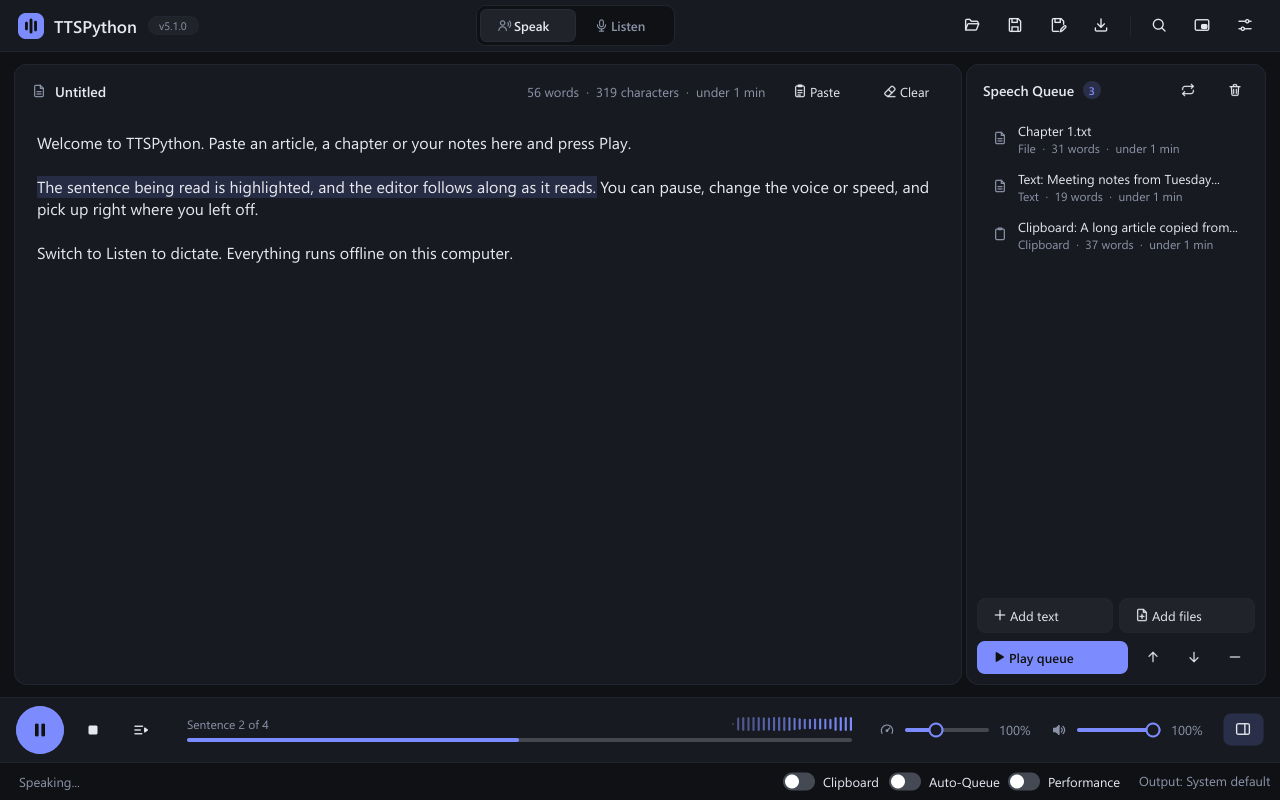 TTSPython v5.1.0
Speak Listen
Untitled
56 words · 319 characters · under 1 min
Paste Clear
Welcome to TTSPython. Paste an article, a chapter or your notes here and press Play.
The sentence being read is highlighted, and the editor follows along as it reads. You can pause, change the voice or speed, and
pick up right where you left off.
Switch to Listen to dictate. Everything runs offline on this computer.
Speech Queue 3
Chapter 1.txt
File · 31 words · under 1 min
Text: Meeting notes from Tuesday...
Text · 19 words · under 1 min
Clipboard: A long article copied from...
Clipboard · 37 words · under 1 min
Add text Add files
Play queue
Sentence 2 of 4
100% 100%
Speaking...
Clipboard Auto-Queue Performance Output: System default